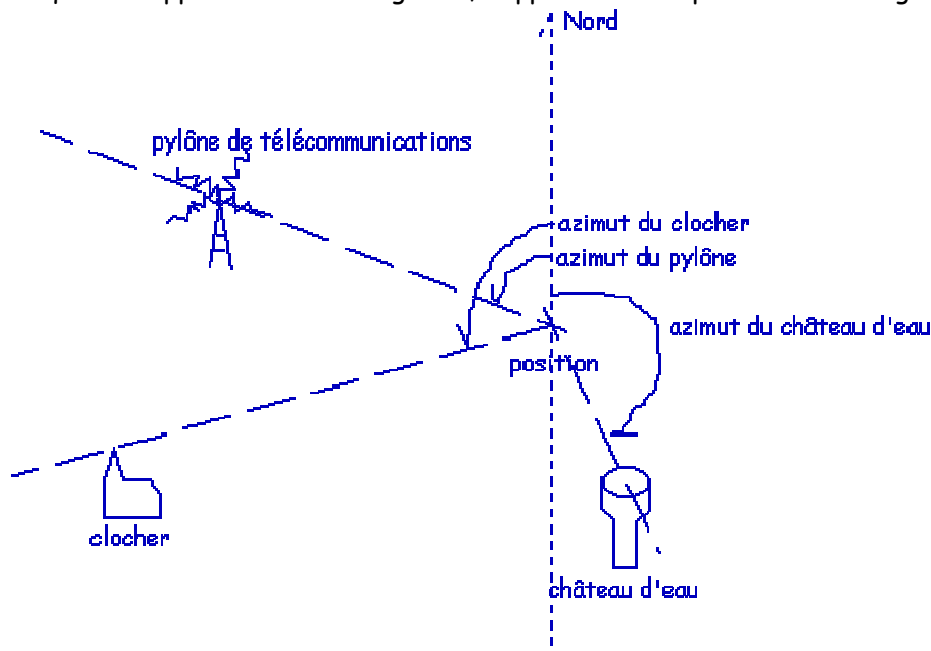 Nord
pylône de télécommunications
azimut du clocher
azimut du pylône
azimut du château d'eau
position
clocher
château d'eau